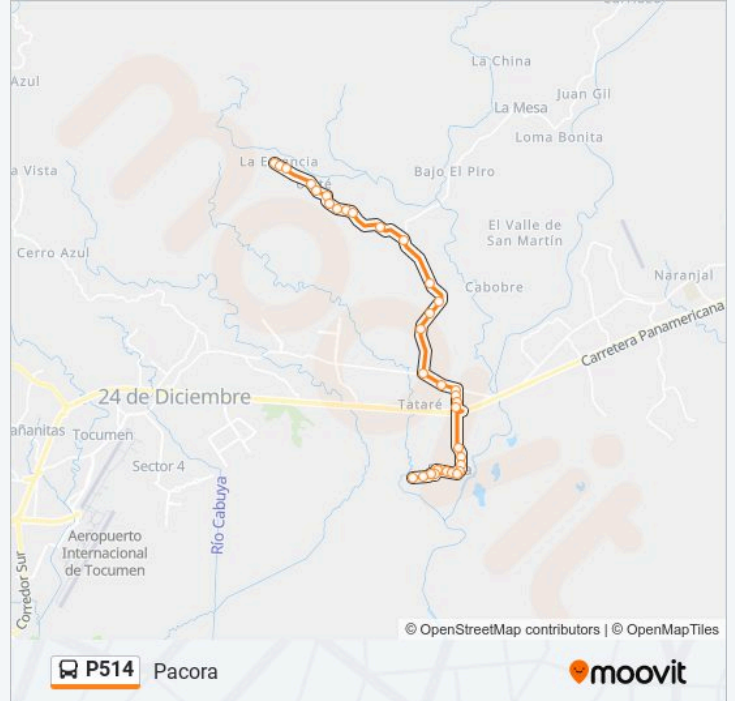 La China
Azul
Juan Gil
La Mesa
Loma Bonita
La E encia
a Vista
Bajo El Piro
El Valle de
San Martín
Cerro Azul
Naranjal
Cabobre
Carretera Panamericana
24 de Diciembre
Tataré
añanitas
Tocumen
Sector 4
Río Cabuya
Aeropuerto
Internacional
de Tocumen
Corredor Sur
© OpenStreetMap contributors | © OpenMapTiles
P514 Pacora
moovit